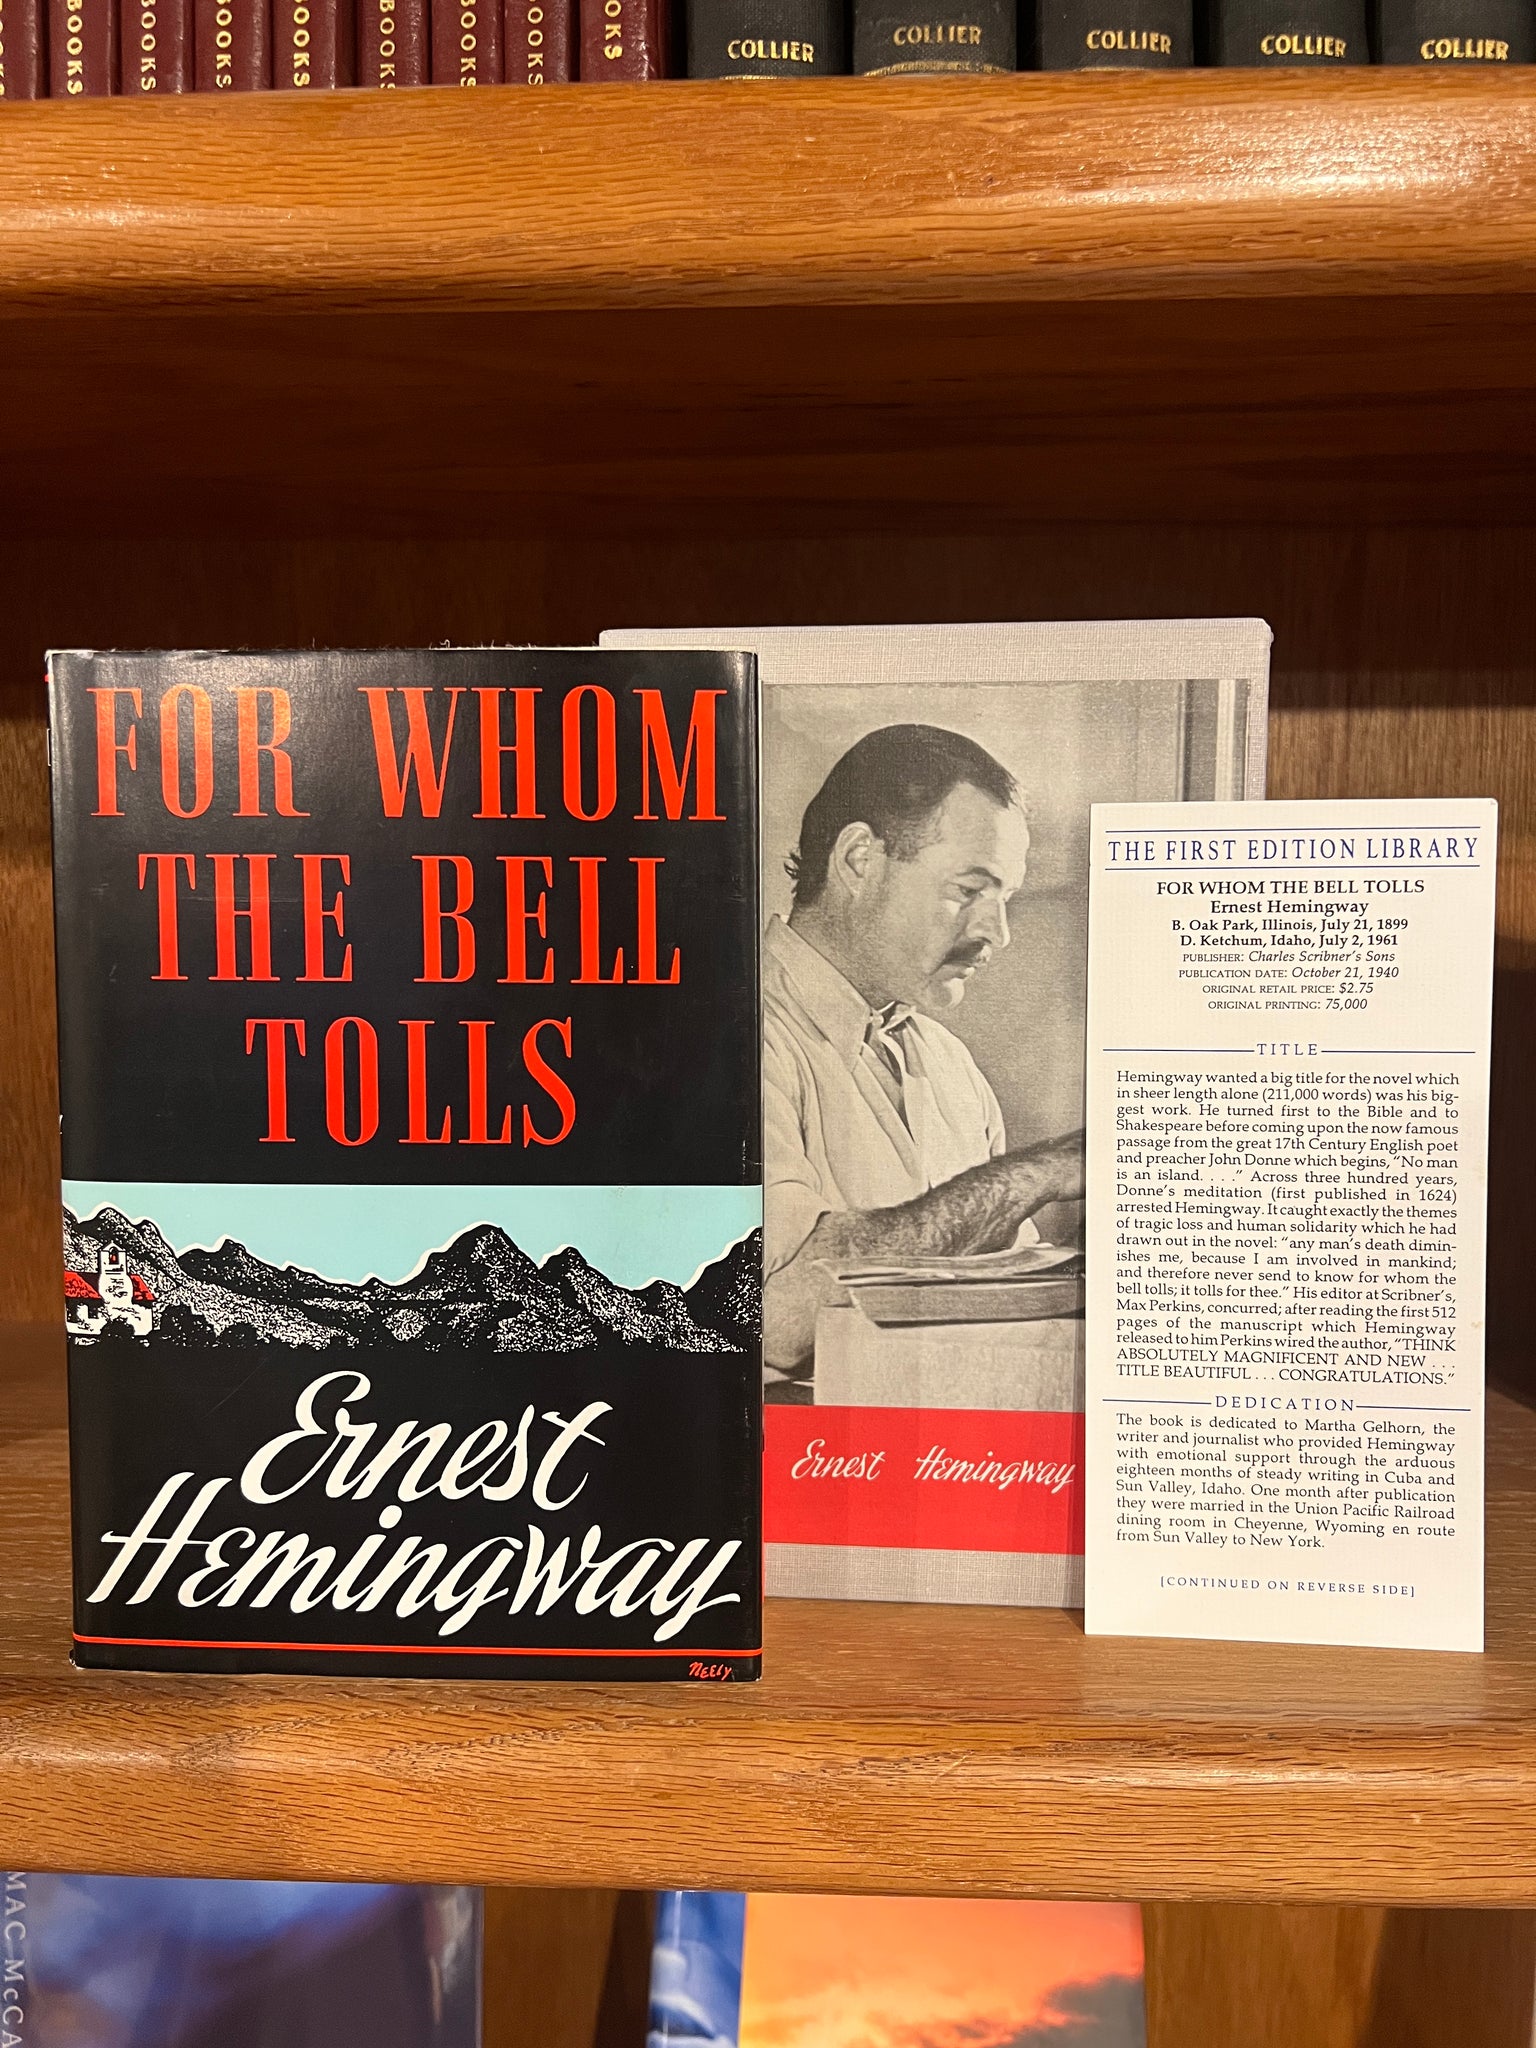 BOOKS
BOOKS
BOOKS
BOOKS
BOOKS
BOOKS
BOOKS
COLLIER
COLLIER
COLLIER
COLLIER
COLLIER
FOR WHOM
THE BELL
TOLLS
Ernest
Hemingway
Neely
Ernest Hemingway
THE FIRST EDITION LIBRARY
FOR WHOM THE BELL TOLLS
Ernest Hemingway
B. Oak Park, Illinois, July 21, 1899
D. Ketchum, Idaho, July 2, 1961
PUBLISHER: Charles Scribner's Sons
PUBLICATION DATE: October 21, 1940
ORIGINAL RETAIL PRICE: $2.75
ORIGINAL PRINTING: 75,000
TITLE
Hemingway wanted a big title for the novel which
in sheer length alone (211,000 words) was his big-
gest work. He turned first to the Bible and to
Shakespeare before coming upon the now famous
passage from the great 17th Century English poet
and preacher John Donne which begins, "No man
is an island. . . ." Across three hundred years,
Donne's meditation (first published in 1624)
arrested Hemingway. It caught exactly the themes
of tragic loss and human solidarity which he had
drawn out in the novel: "any man's death dimin-
ishes me, because I am involved in mankind;
and therefore never send to know for whom the
bell tolls; it tolls for thee." His editor at Scribner's,
Max Perkins, concurred; after reading the first 512
pages of the manuscript which Hemingway
released to him Perkins wired the author, "THINK
ABSOLUTELY MAGNIFICENT AND NEW . . .
TITLE BEAUTIFUL . . . CONGRATULATIONS."
DEDICATION
The book is dedicated to Martha Gelhorn, the
writer and journalist who provided Hemingway
with emotional support through the arduous
eighteen months of steady writing in Cuba and
Sun Valley, Idaho. One month after publication
they were married in the Union Pacific Railroad
dining room in Cheyenne, Wyoming en route
from Sun Valley to New York.
[CONTINUED ON REVERSE SIDE]
MAC McCA